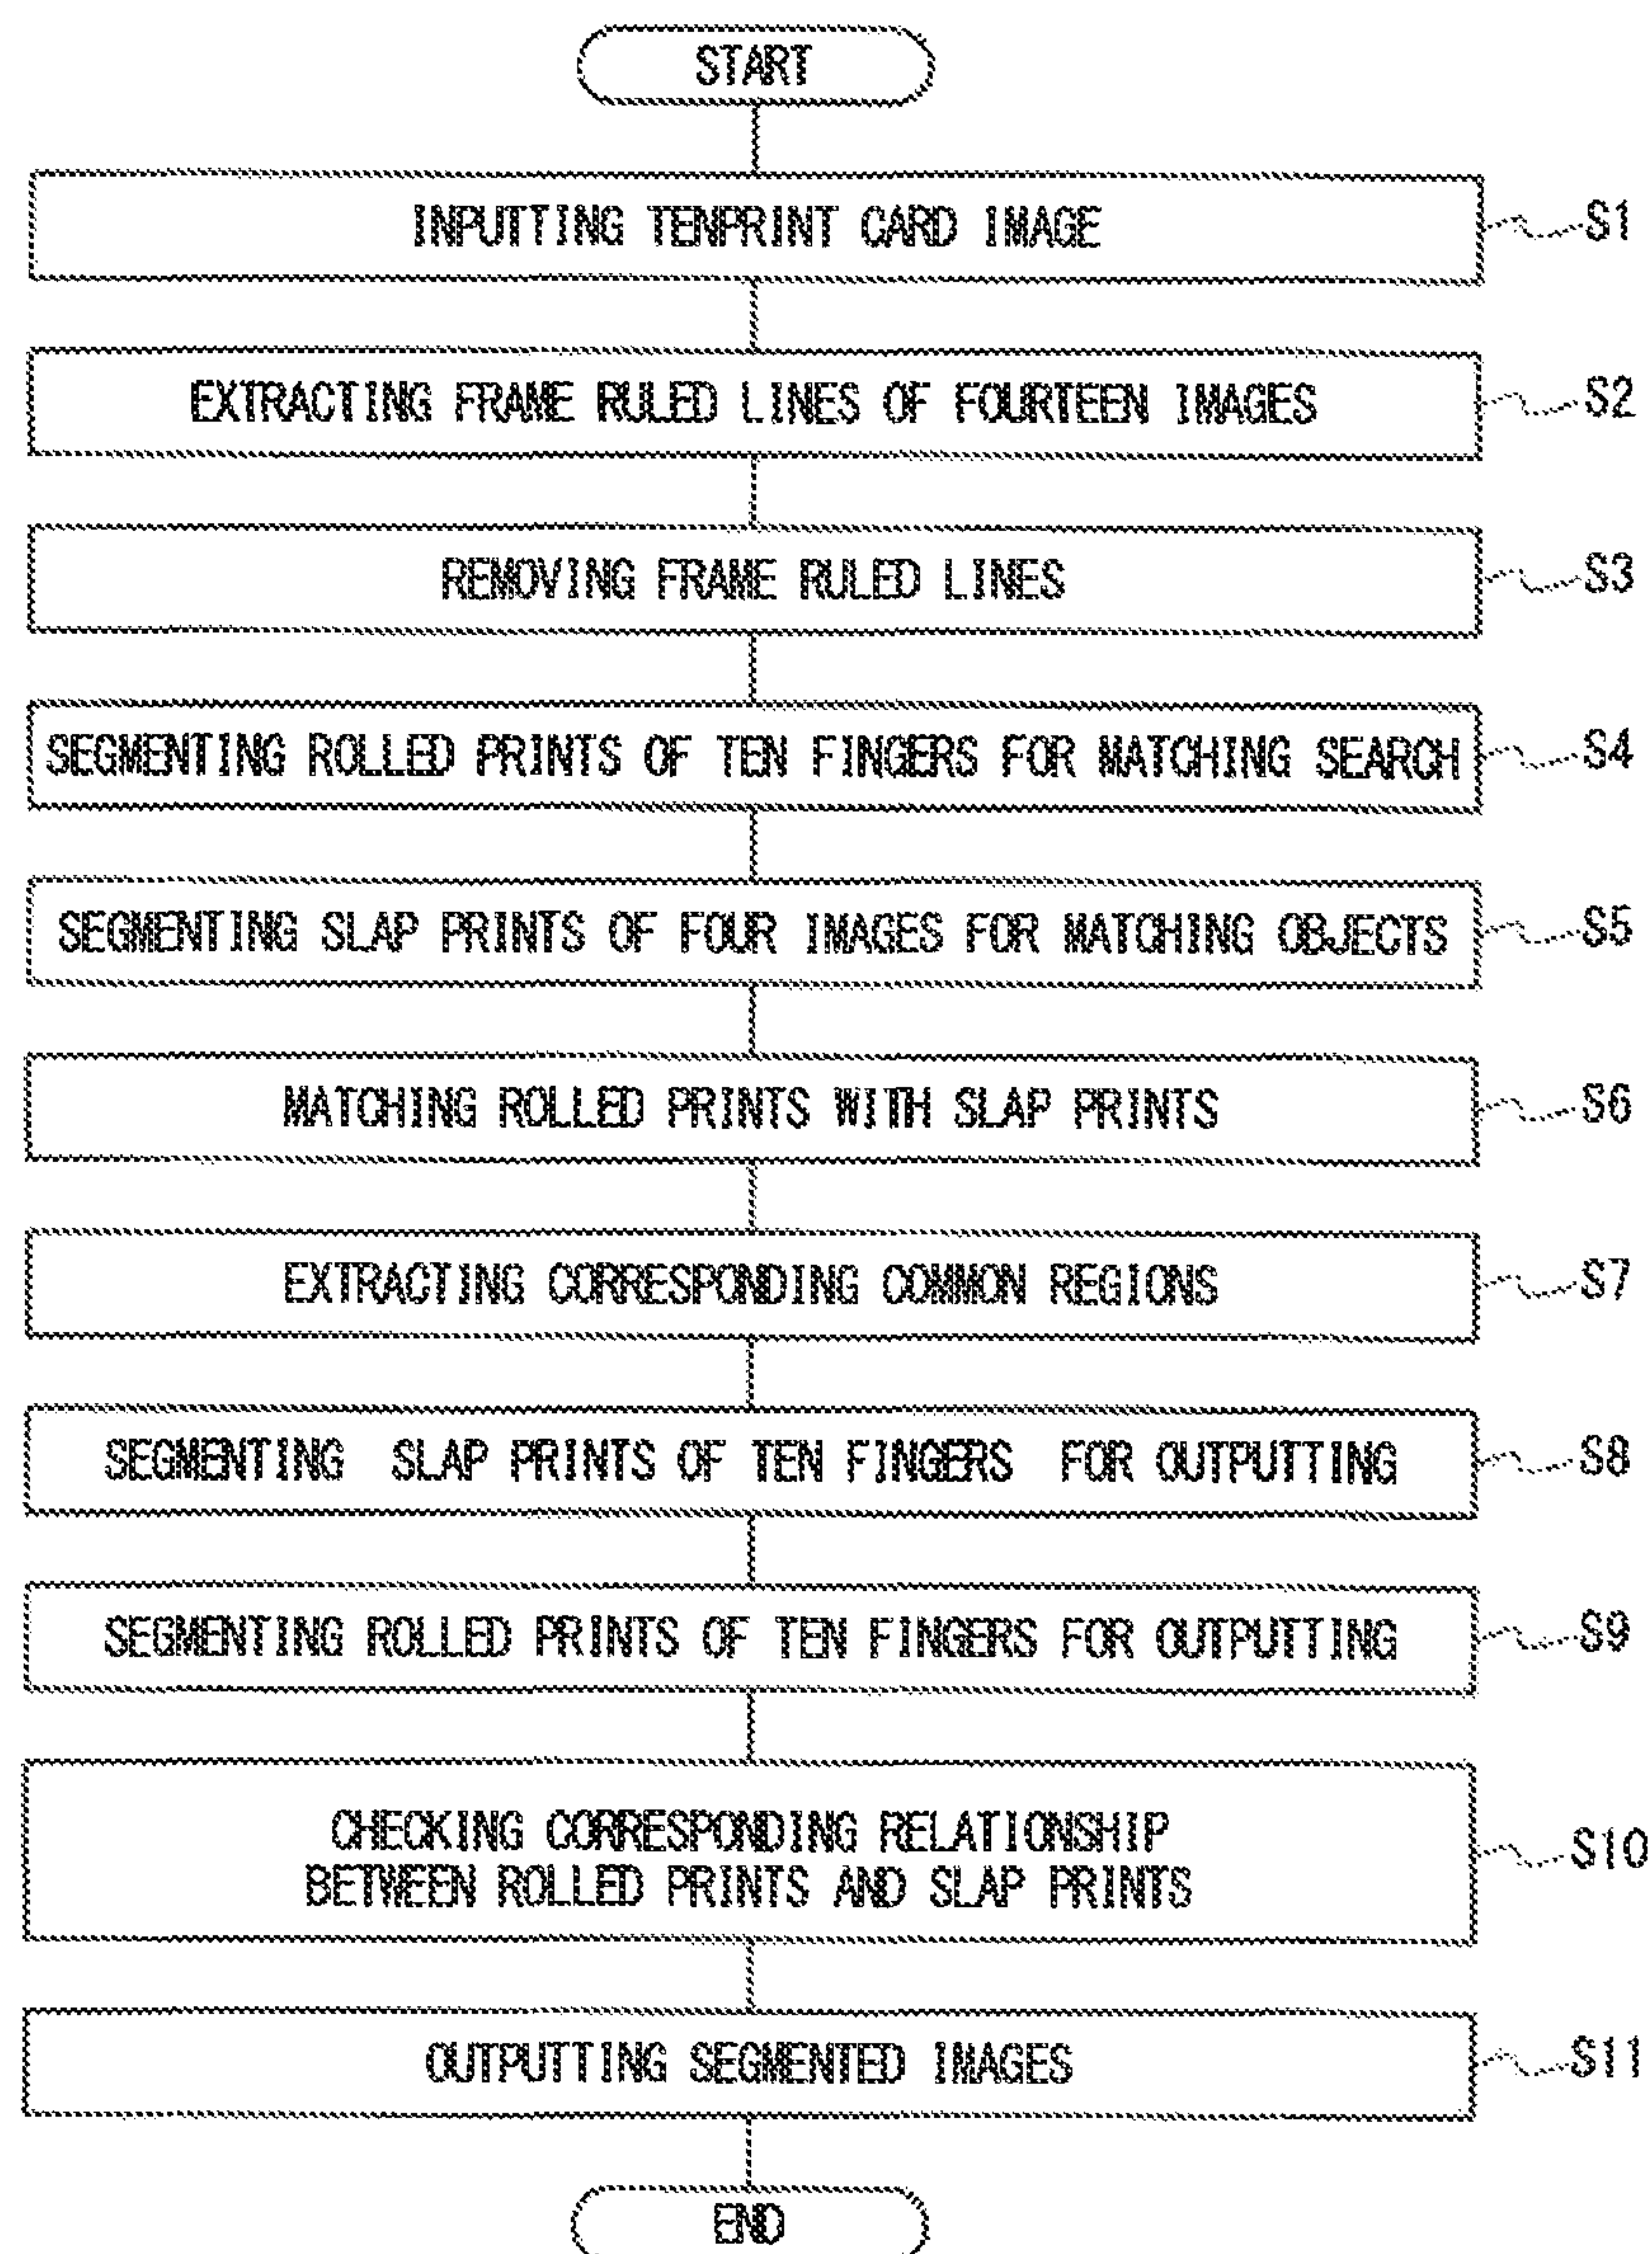 START
INPUTTING TENPRINT CARD IMAGE S1
EXTRACTING FRAME RULED LINES OF FOURTEEN IMAGES S2
REMOVING FRAME RULED LINES S3
SEGMENTING ROLLED PRINTS OF TEN FINGERS FOR MATCHING SEARCH S4
SEGMENTING SLAP PRINTS OF FOUR IMAGES FOR MATCHING OBJECTS S5
MATCHING ROLLED PRINTS WITH SLAP PRINTS S6
EXTRACTING CORRESPONDING COMMON REGIONS S7
SEGMENTING SLAP PRINTS OF TEN FINGERS FOR OUTPUTTING S8
SEGMENTING ROLLED PRINTS OF TEN FINGERS FOR OUTPUTTING S9
CHECKING CORRESPONDING RELATIONSHIP
BETWEEN ROLLED PRINTS AND SLAP PRINTS S10
OUTPUTTING SEGMENTED IMAGES S11
END